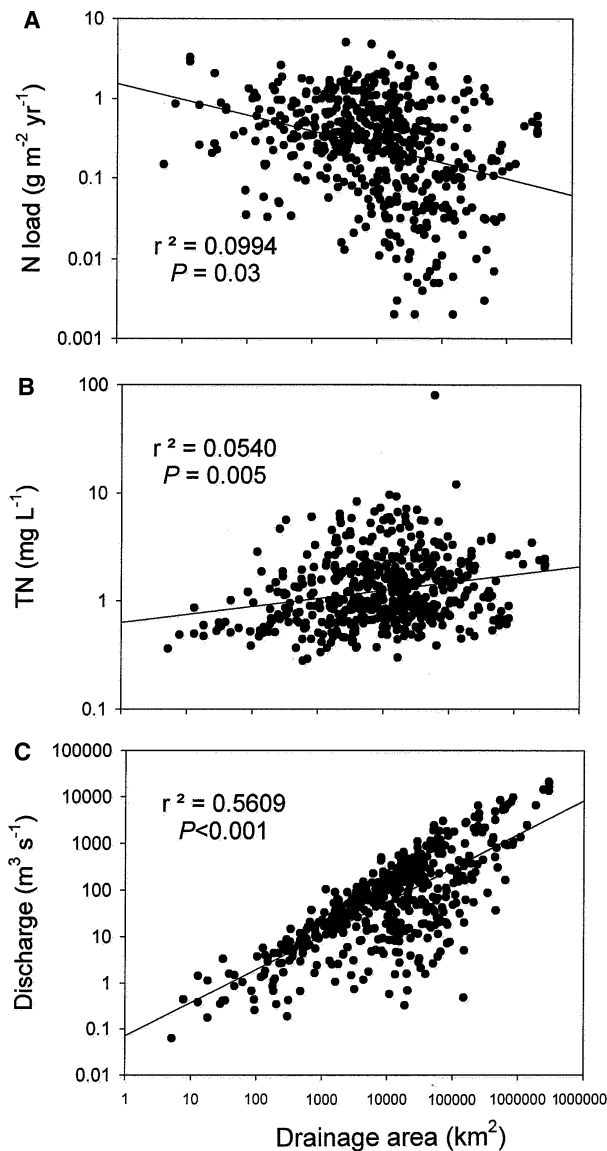 A
10
1
0.1
0.01
0.001
N load (g m⁻² yr⁻¹)
r ² = 0.0994
P = 0.03
B
100
10
1
0.1
TN (mg L⁻¹)
r ² = 0.0540
P = 0.005
C
100000
10000
1000
100
10
1
0.1
0.01
Discharge (m³ s⁻¹)
r ² = 0.5609
P<0.001
1 10 100 1000 10000 100000 1000000 1000000
Drainage area (km²)